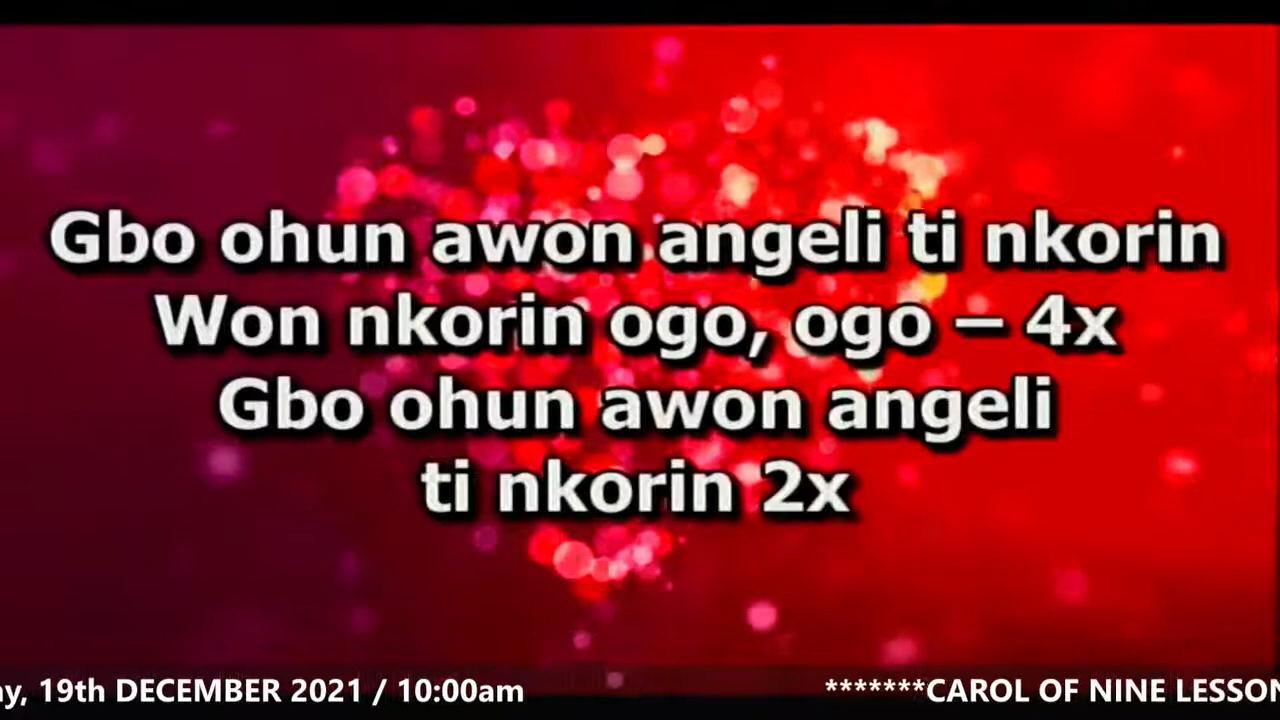 Gbo ohun awon angeli ti nkorin
Won nkorin ogo, ogo – 4x
Gbo ohun awon angeli
ti nkorin 2x
19th DECEMBER 2021 / 10:00am
*******CAROL OF NINE